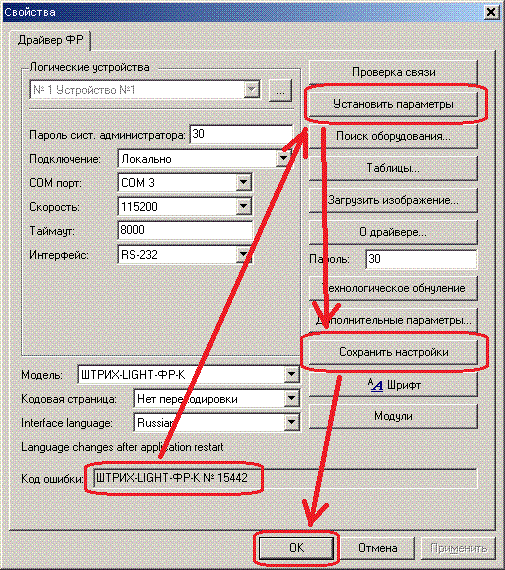 Свойства
Драйвер ФР
Логические устройства
№ 1 Устройство №1
...
Пароль сист. администратора: 30
Подключение: Локально
COM порт: COM 3
Скорость: 115200
Таймаут: 8000
Интерфейс: RS-232
Проверка связи
Установить параметры
Поиск оборудования...
Таблицы...
Загрузить изображение...
О драйвере...
Пароль: 30
Технологическое обнуление
Дополнительные параметры...
Сохранить настройки
Шрифт
Модули
Модель: ШТРИХ-LIGHT-ФР-К
Кодовая страница: Нет перекодировки
Interface language: Russian
Language changes after application restart
Код ошибки: ШТРИХ-LIGHT-ФР-К № 15442
OK
Отмена
Применить